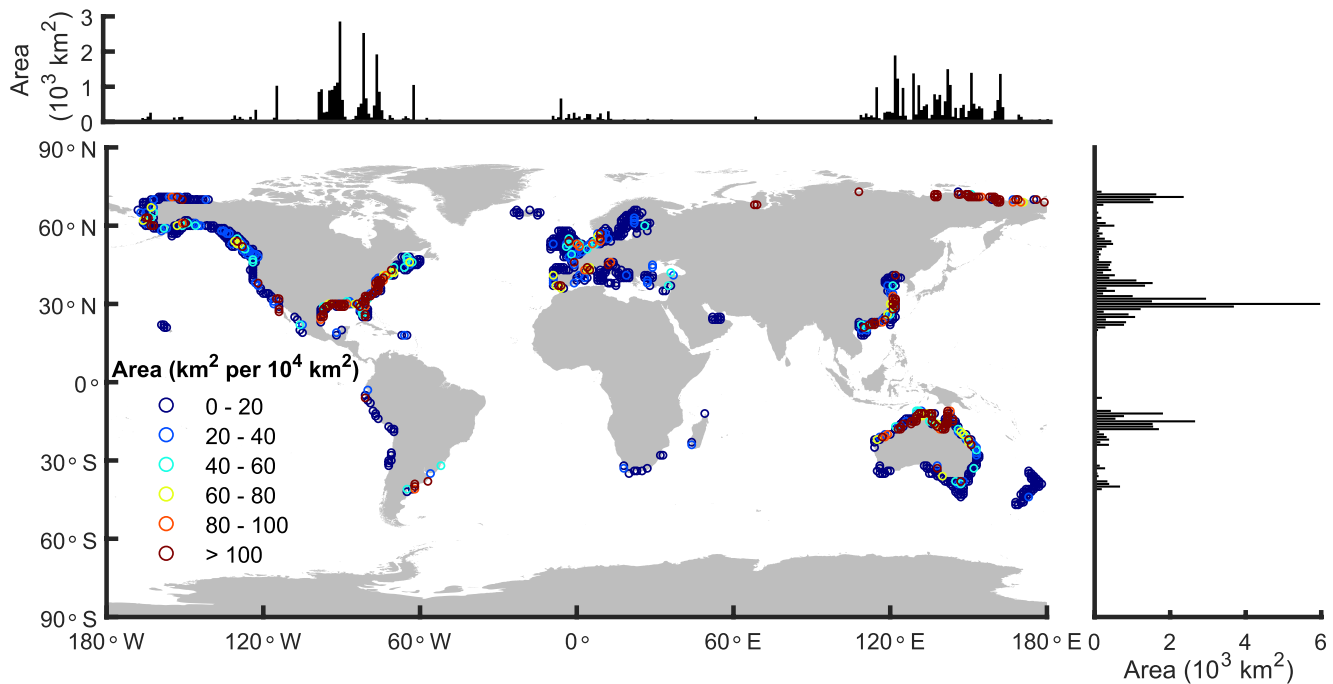 3
2
1
0
Area
(10³ km²)
90° N
60° N
30° N
0°
30° S
60° S
90° S
Area (km² per 10⁴ km²)
0 - 20
20 - 40
40 - 60
60 - 80
80 - 100
> 100
180° W 120° W 60° W 0° 60° E 120° E 180° E
0 2 4 6
Area (10³ km²)